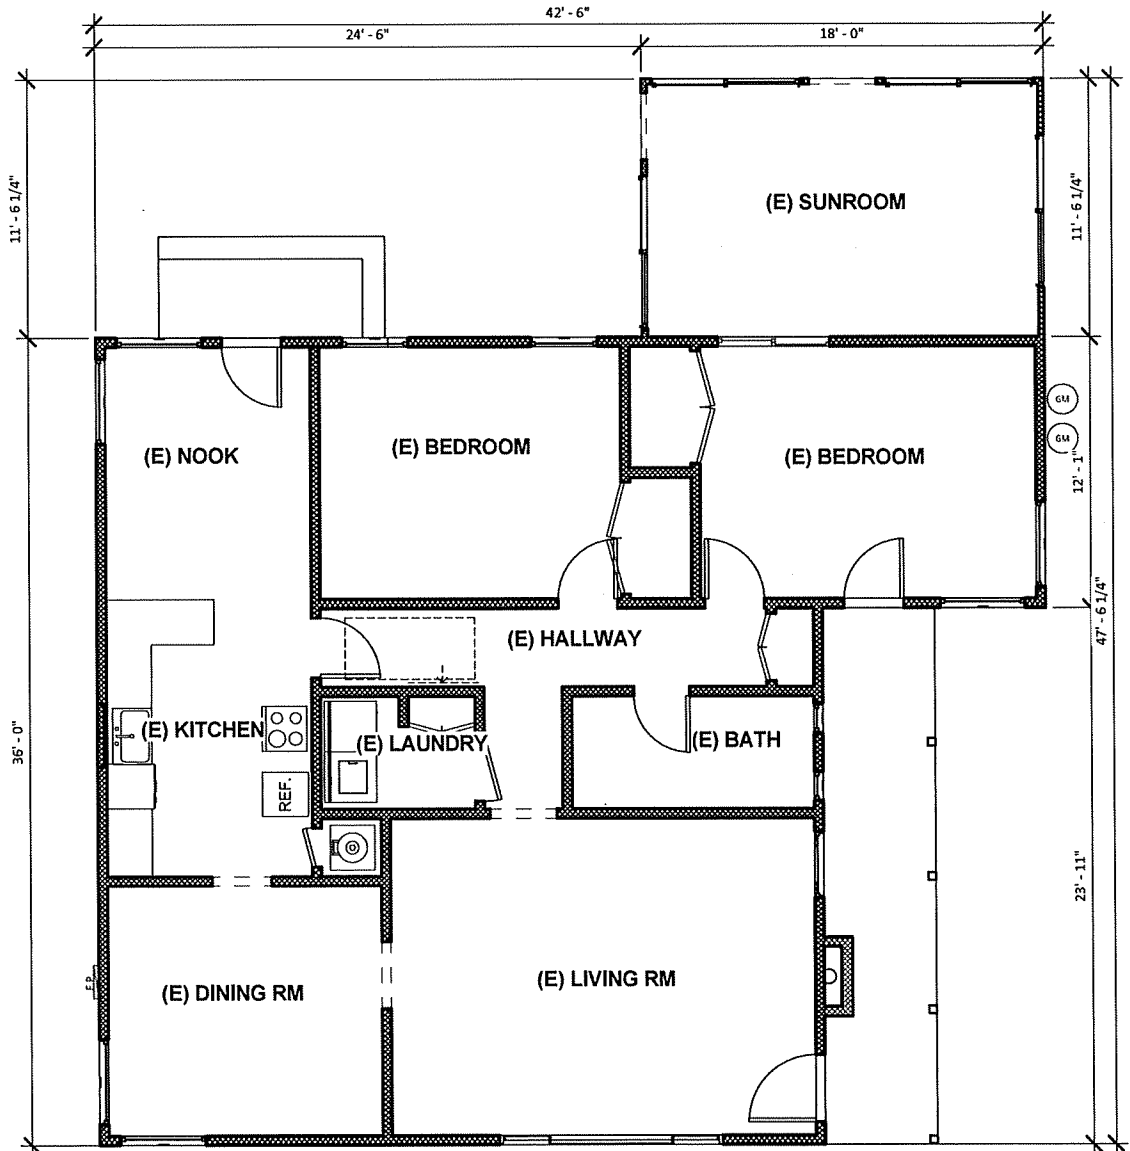 42' - 6"
24' - 6"
18' - 0"
11' - 6 1/4"
(E) SUNROOM
11' - 6 1/4"
GM
GM
(E) NOOK
(E) BEDROOM
(E) BEDROOM
12' - 1"
47' - 6 1/4"
(E) HALLWAY
36' - 0"
(E) KITCHEN
(E) LAUNDRY
(E) BATH
REF.
23' - 11"
E.P.
(E) DINING RM
(E) LIVING RM